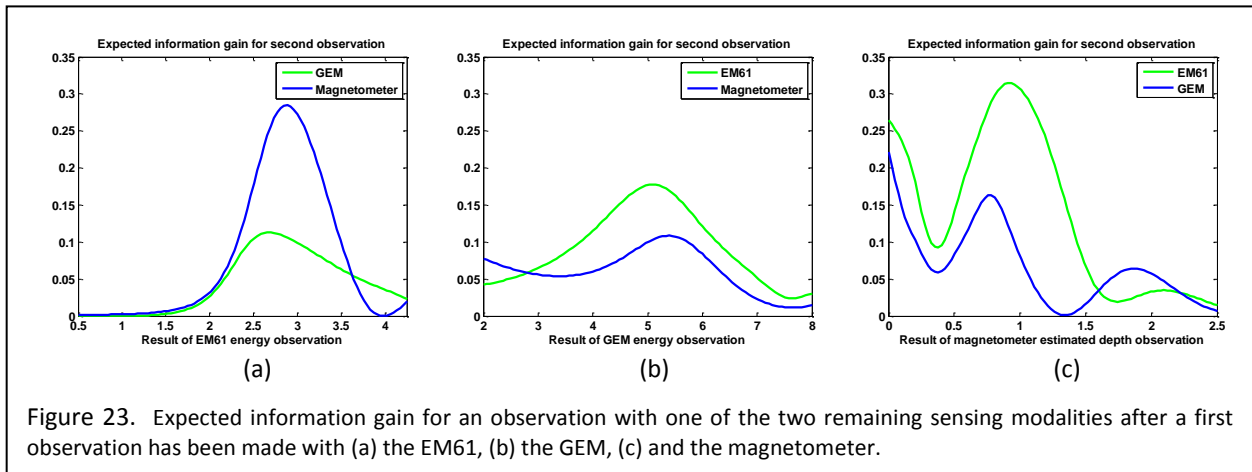 Expected information gain for second observation
0.35
0.3
0.25
0.2
0.15
0.1
0.05
0
GEM
Magnetometer
0.5 1 1.5 2 2.5 3 3.5 4
Result of EM61 energy observation
(a)
Expected information gain for second observation
0.35
0.3
0.25
0.2
0.15
0.1
0.05
0
EM61
Magnetometer
2 3 4 5 6 7 8
Result of GEM energy observation
(b)
Expected information gain for second observation
0.35
0.3
0.25
0.2
0.15
0.1
0.05
0
EM61
GEM
0 0.5 1 1.5 2 2.5
Result of magnetometer estimated depth observation
(c)
Figure 23. Expected information gain for an observation with one of the two remaining sensing modalities after a first
observation has been made with (a) the EM61, (b) the GEM, (c) and the magnetometer.